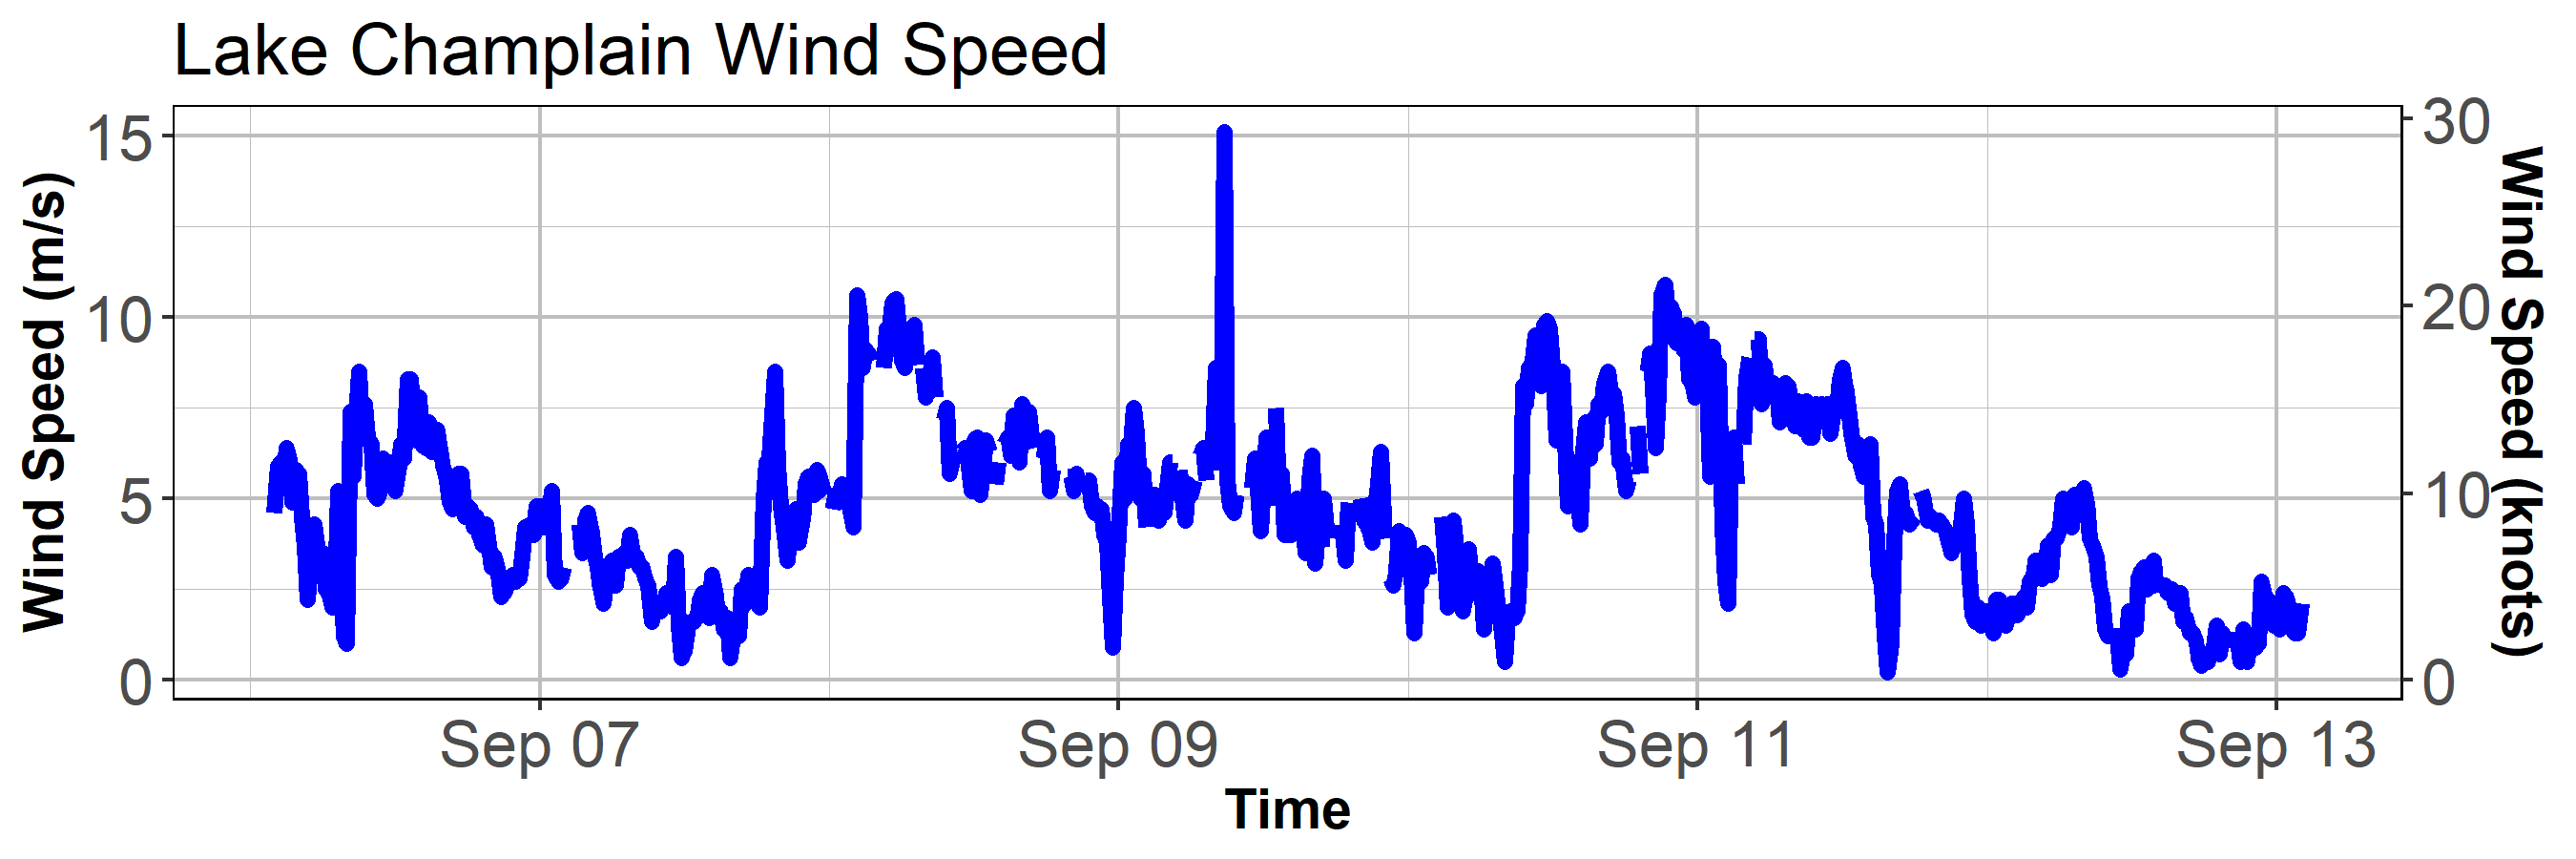 Lake Champlain Wind Speed
Wind Speed (m/s)
15
10
5
0
30
20
10
0
Wind Speed (knots)
Sep 07
Sep 09
Sep 11
Sep 13
Time